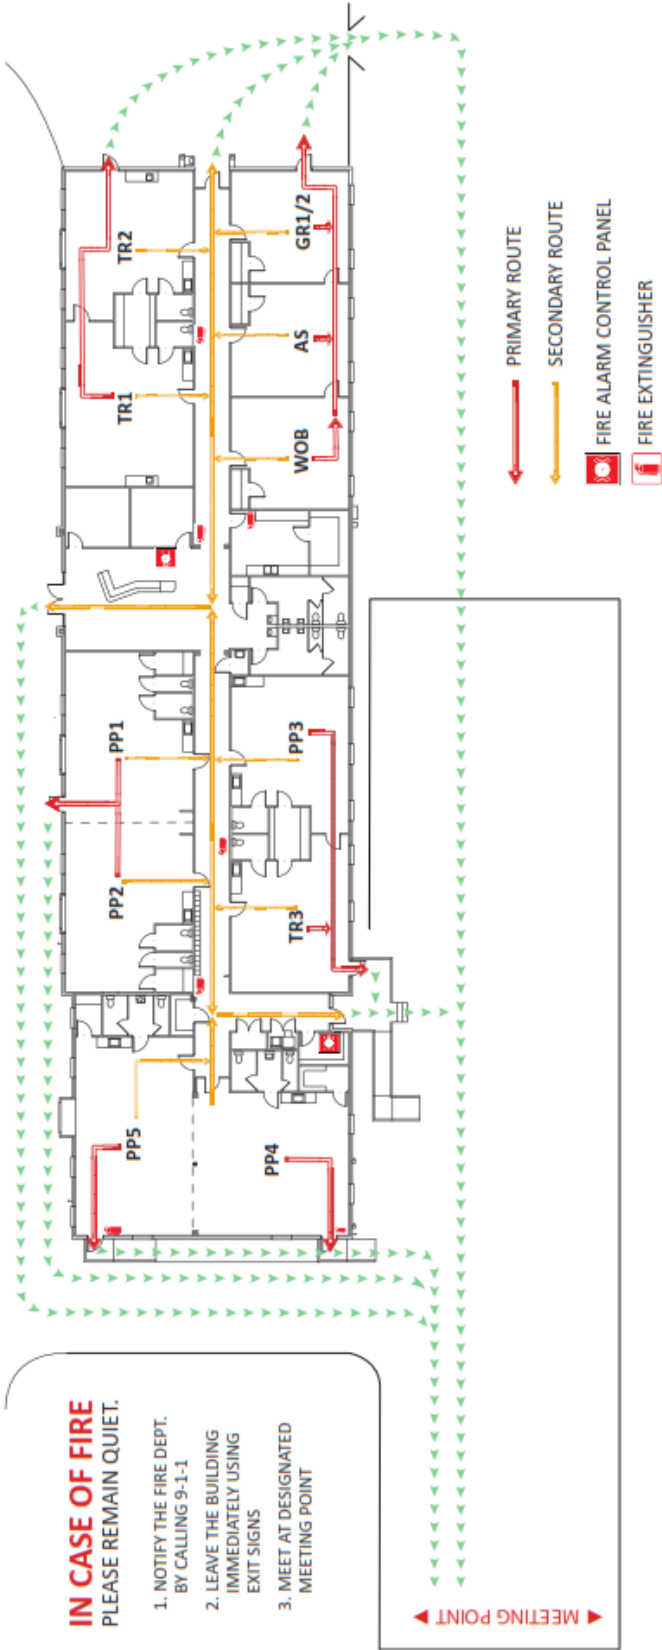 IN CASE OF FIRE
PLEASE REMAIN QUIET.
1. NOTIFY THE FIRE DEPT.
BY CALLING 9-1-1
2. LEAVE THE BUILDING
IMMEDIATELY USING
EXIT SIGNS
3. MEET AT DESIGNATED
MEETING POINT
PP5
PP2
PP1
TR1
TR2
PP4
TR3
PP3
WOB
AS
GR1/2
PRIMARY ROUTE
SECONDARY ROUTE
FIRE ALARM CONTROL PANEL
FIRE EXTINGUISHER
MEETING POINT